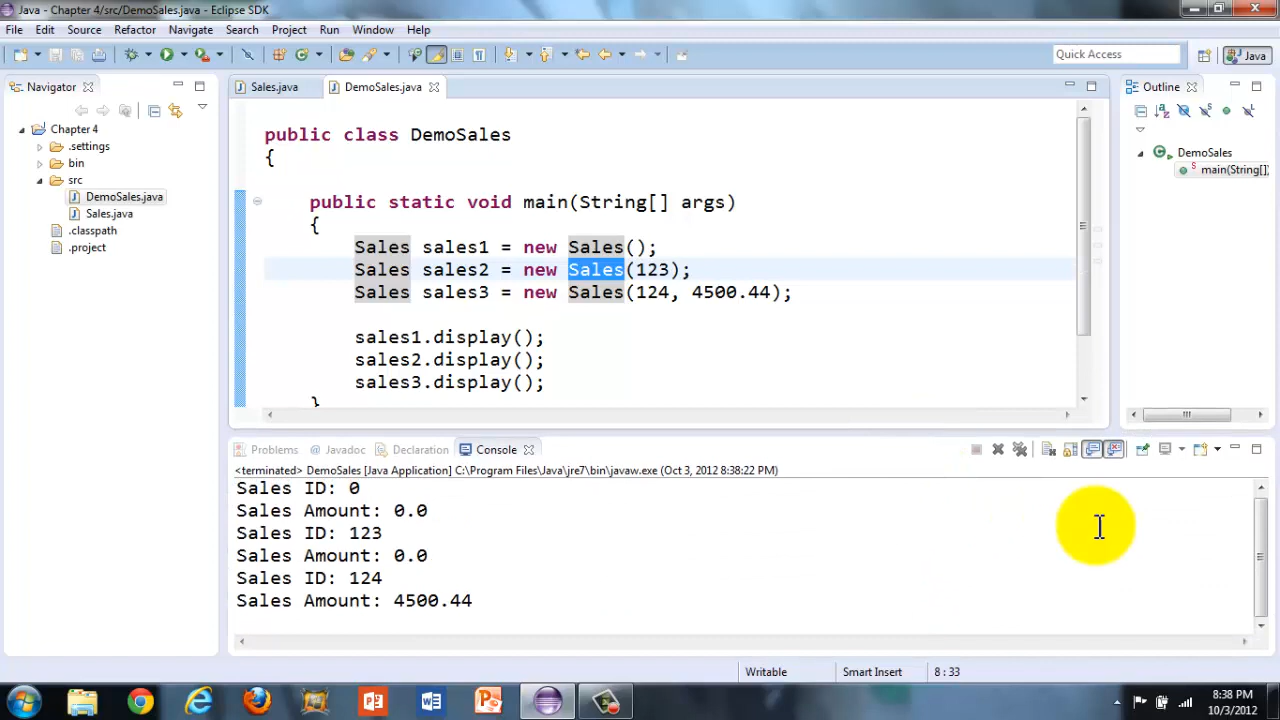 Java - Chapter 4/src/DemoSales.java - Eclipse SDK
File Edit Source Refactor Navigate Search Project Run Window Help
Quick Access
Java
Navigator
Sales.java
DemoSales.java
Outline
Chapter 4
.settings
bin
src
DemoSales.java
Sales.java
.classpath
.project
public class DemoSales
{
public static void main(String[] args)
{
Sales sales1 = new Sales();
Sales sales2 = new Sales(123);
Sales sales3 = new Sales(124, 4500.44);
sales1.display();
sales2.display();
sales3.display();
}
DemoSales
main(String[]
Problems @ Javadoc Declaration Console
<terminated> DemoSales [Java Application] C:\Program Files\Java\jre7\bin\javaw.exe (Oct 3, 2012 8:38:22 PM)
Sales ID: 0
Sales Amount: 0.0
Sales ID: 123
Sales Amount: 0.0
Sales ID: 124
Sales Amount: 4500.44
Writable
Smart Insert
8 : 33
8:38 PM
10/3/2012